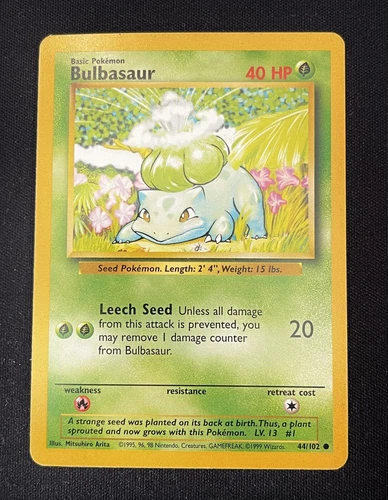 Basic Pokémon
Bulbasaur 40 HP
Seed Pokémon. Length: 2' 4", Weight: 15 lbs.
Leech Seed Unless all damage
from this attack is prevented, you
may remove 1 damage counter
from Bulbasaur.
20
weakness resistance retreat cost
A strange seed was planted on its back at birth. Thus, a plant
sprouted and now grows with this Pokémon. LV. 13 #1
Illus. Mitsuhiro Arita ©1995, 96, 98 Nintendo, Creatures, GAMEFREAK. ©1999 Wizards. 44/102